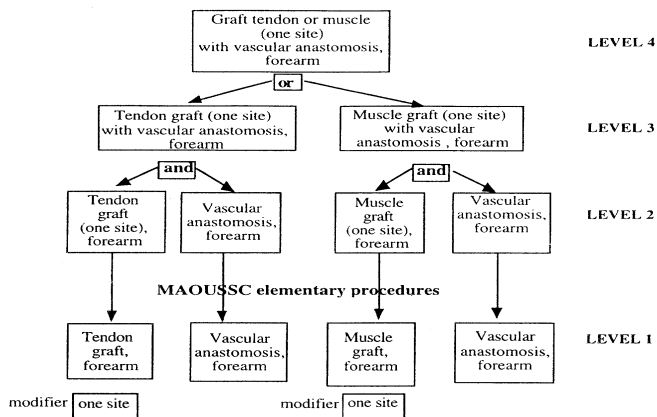 Graft tendon or muscle
(one site)
with vascular anastomosis,
forearm
LEVEL 4
or
Tendon graft (one site)
with vascular anastomosis,
forearm
Muscle graft (one site)
with vascular
anastomosis , forearm
LEVEL 3
and
and
Tendon
graft
(one site),
forearm
Vascular
anastomosis,
forearm
Muscle
graft
(one site),
forearm
Vascular
anastomosis,
forearm
LEVEL 2
MAOUSSC elementary procedures
Tendon
graft,
forearm
Vascular
anastomosis,
forearm
Muscle
graft,
forearm
Vascular
anastomosis,
forearm
LEVEL 1
modifier one site
modifier one site